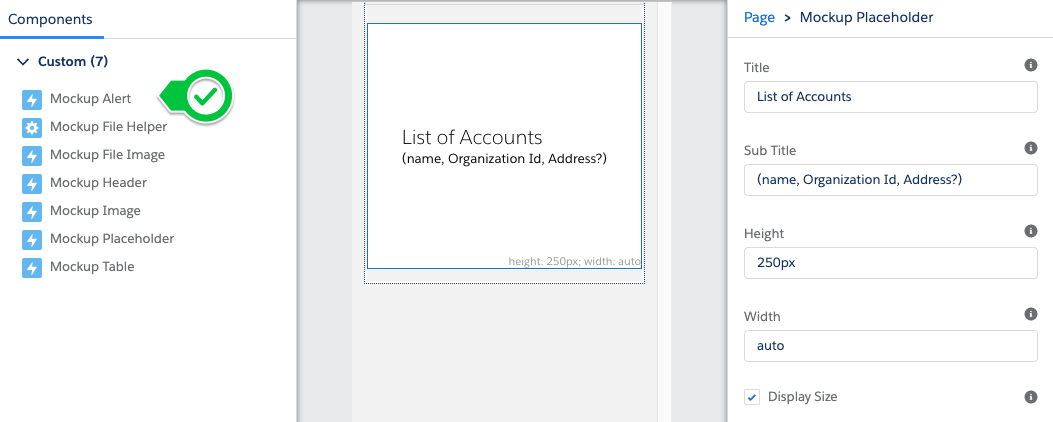 Components
Custom (7)
Mockup Alert
Mockup File Helper
Mockup File Image
Mockup Header
Mockup Image
Mockup Placeholder
Mockup Table
List of Accounts
(name, Organization Id, Address?)
height: 250px; width: auto
Page > Mockup Placeholder
Title
List of Accounts
Sub Title
(name, Organization Id, Address?)
Height
250px
Width
auto
Display Size